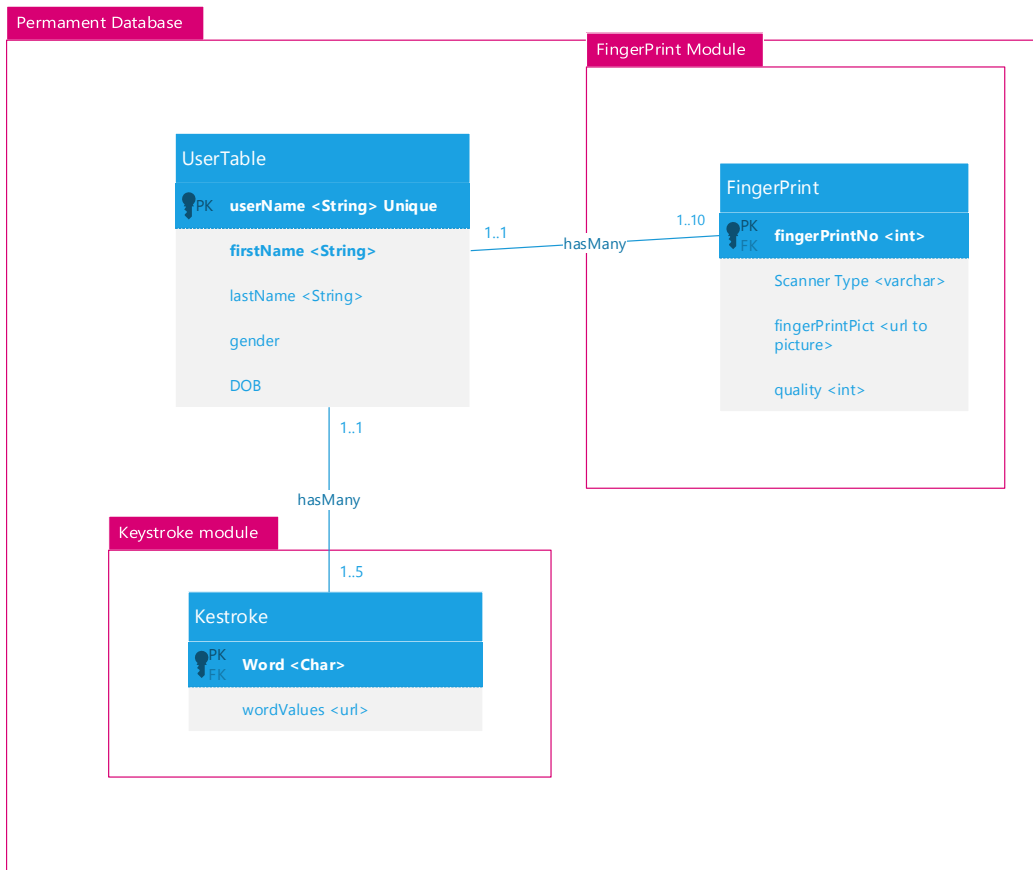 Permament Database
FingerPrint Module
UserTable
PK userName <String> Unique
firstName <String>
lastName <String>
gender
DOB
1..1
hasMany
1..10
FingerPrint
PK
FK
fingerPrintNo <int>
Scanner Type <varchar>
fingerPrintPict <url to
picture>
quality <int>
1..1
hasMany
1..5
Keystroke module
Kestroke
PK
FK
Word <Char>
wordValues <url>